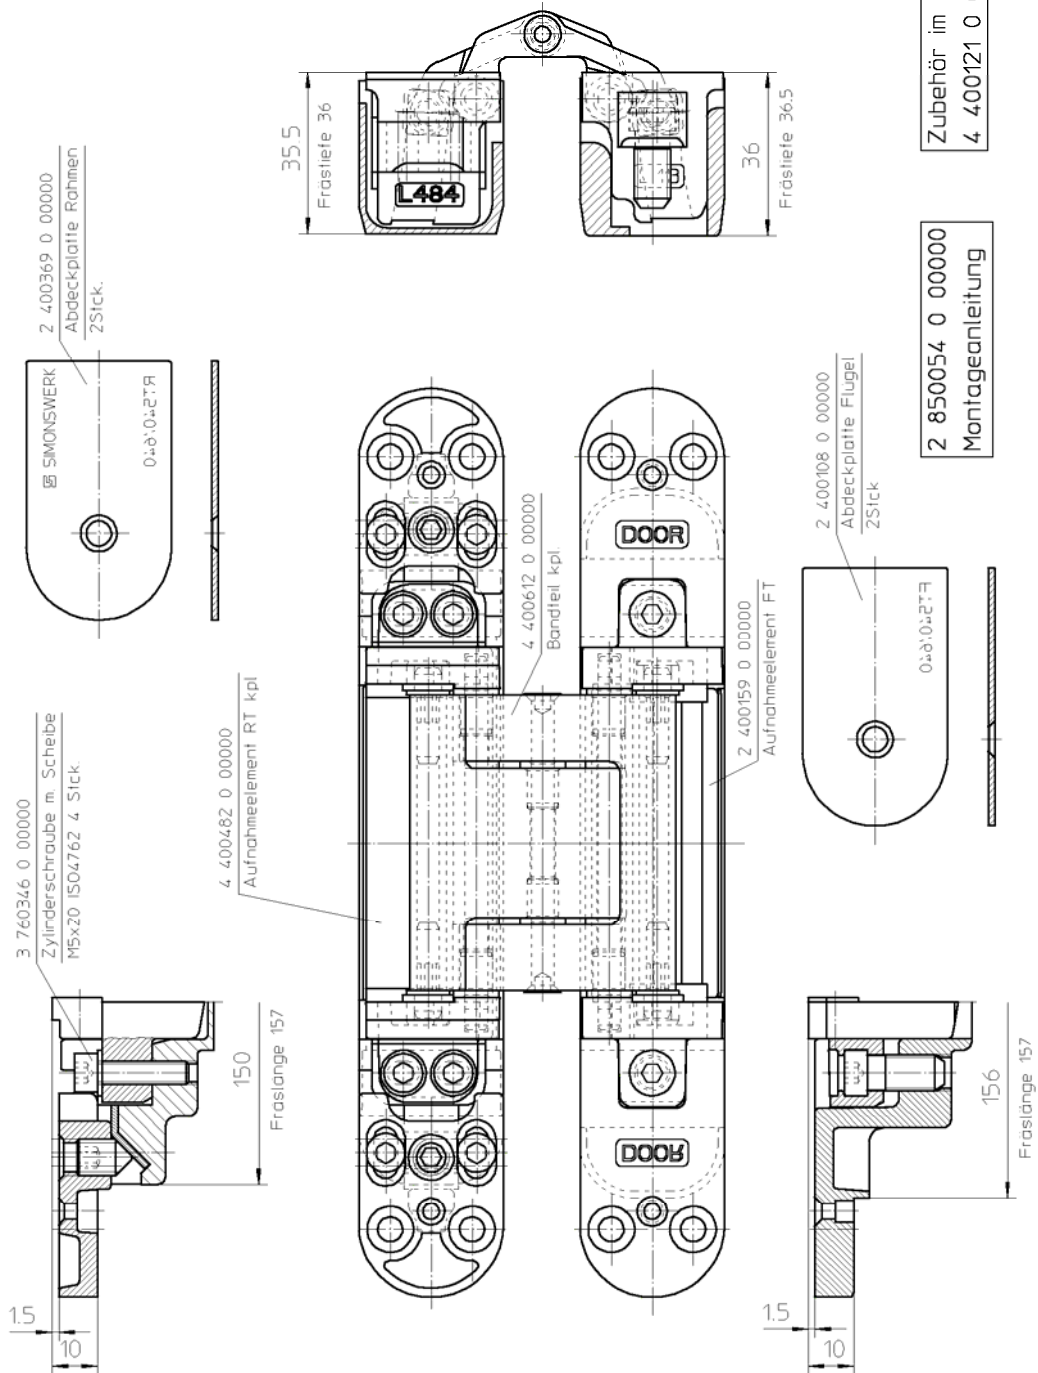 35.5
Frästiefe 36
L484
B
36
Frästiefe 36.5
Zubehör im
4 400121 0
2 400369 0 00000
Abdeckplatte Rahmen
2Stck.
SIMONSWERK
2 850054 0 00000
Montageanleitung
2 400108 0 00000
Abdeckplatte Flügel
2Stck
DOOR
4 400612 0 00000
Bandteil kpl.
2 400159 0 00000
Aufnahmeelement FT
4 400482 0 00000
Aufnahmeelement RT kpl
3 760346 0 00000
Zylinderschraube m. Scheibe
M5x20 ISO4762 4 Stck.
150
Fräslänge 157
DOOR
156
Fräslänge 157
1.5
10
1.5
10